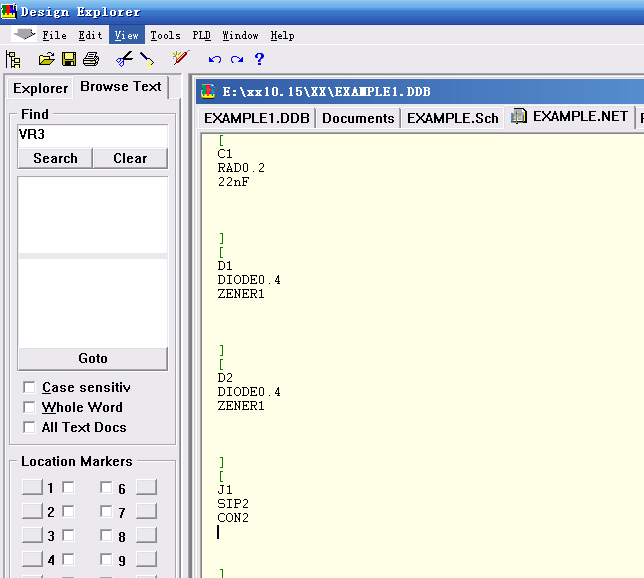 Design Explorer
File Edit View Tools PLD Window Help
Explorer
Browse Text
Find
VR3
Search
Clear
Goto
Case sensitiv
Whole Word
All Text Docs
Location Markers
1 6
2 7
3 8
4 9
E:\xx10.15\XX\EXAMPLE1.DDB
EXAMPLE1.DDB Documents EXAMPLE.Sch EXAMPLE.NET
[
C1
RAD0.2
22nF
]
[
D1
DIODE0.4
ZENER1
]
[
D2
DIODE0.4
ZENER1
]
[
J1
SIP2
CON2
]